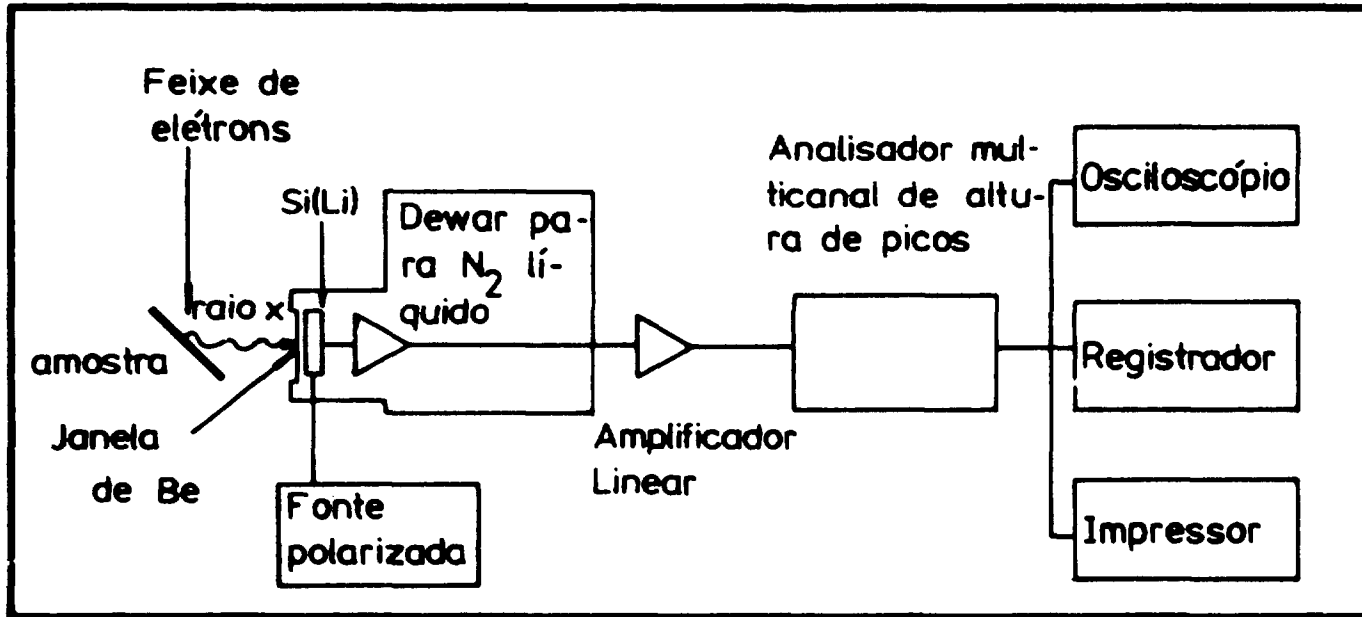 Feixe de
elétrons
Si(Li)
raio x
amostra
Janela
de Be
Dewar pa-
ra N₂ lí-
quido
Fonte
polarizada
Amplificador
Linear
Analisador mul-
ticanal de altu-
ra de picos
Osciloscópio
Registrador
Impressor